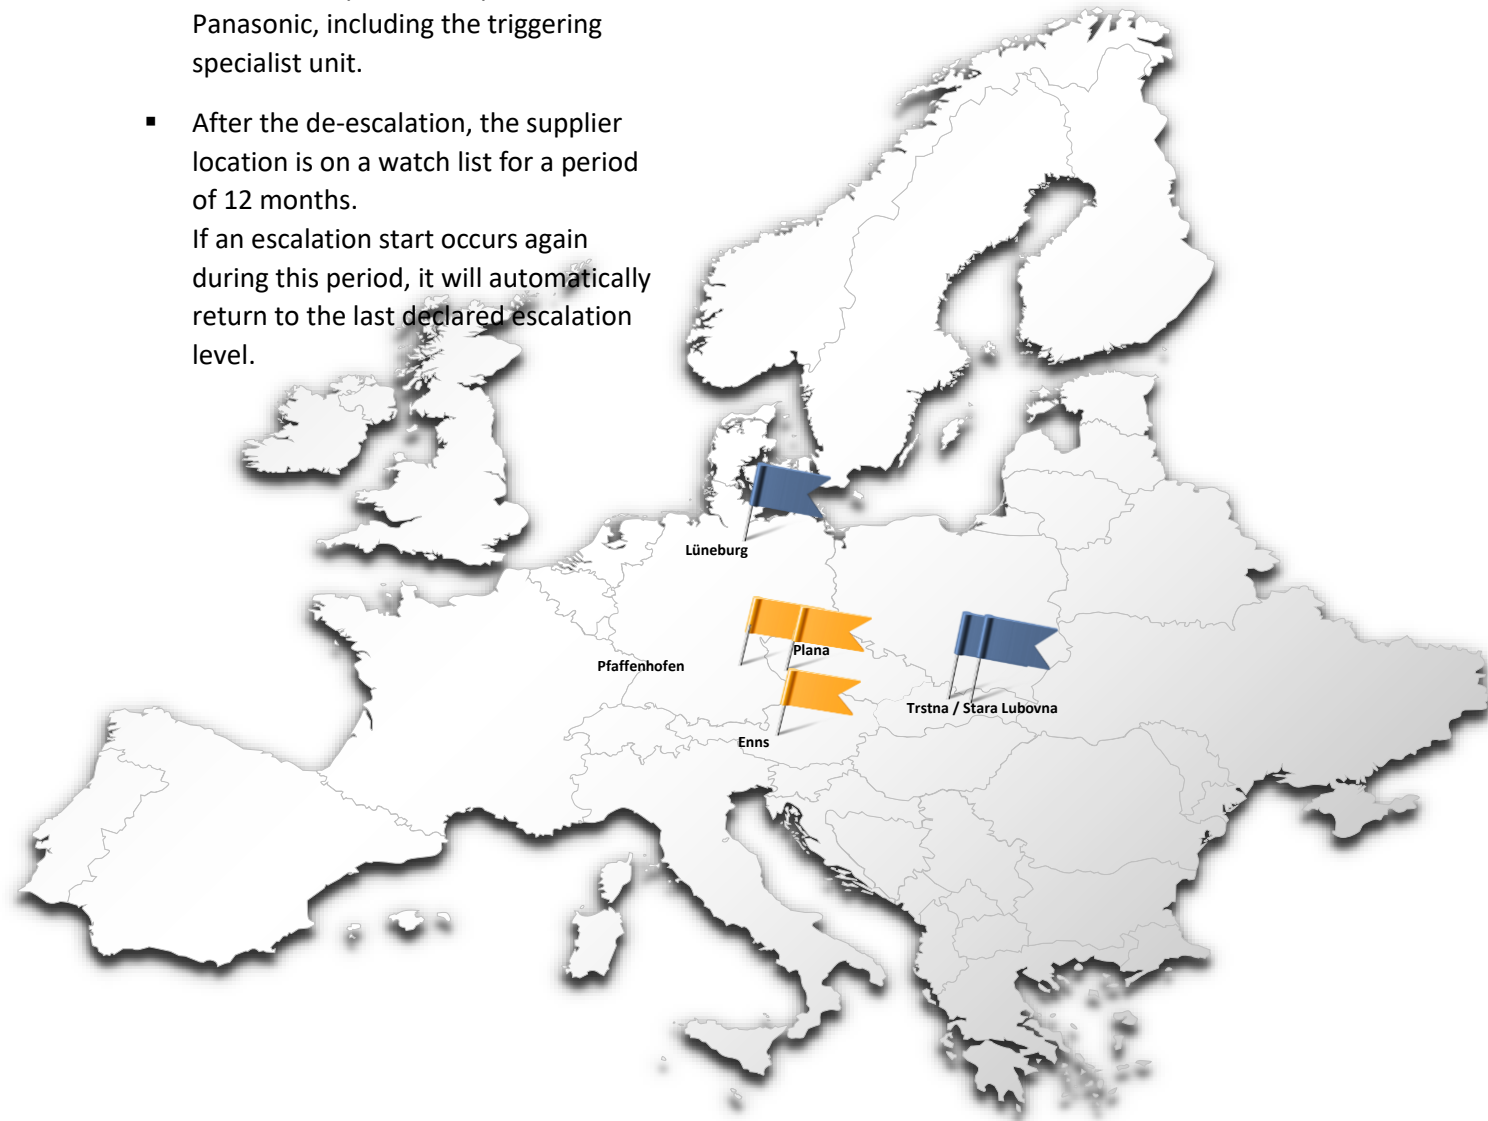 Panasonic, including the triggering
specialist unit.
▪ After the de-escalation, the supplier
location is on a watch list for a period
of 12 months.
If an escalation start occurs again
during this period, it will automatically
return to the last declared escalation
level.
Lüneburg
Plana
Pfaffenhofen
Trstna / Stara Lubovna
Enns